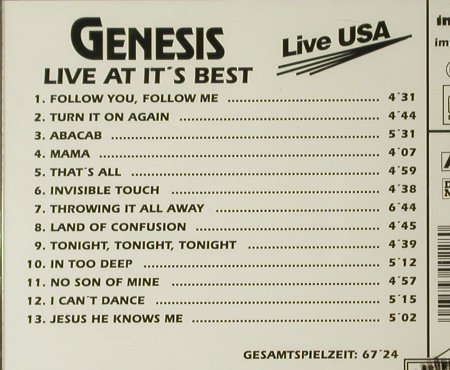 GENESIS
LIVE AT IT´S BEST
Live USA
1. FOLLOW YOU, FOLLOW ME ........ 4´31
2. TURN IT ON AGAIN ........ 4´44
3. ABACAB ........ 5´31
4. MAMA ........ 4´07
5. THAT´S ALL ........ 4´59
6. INVISIBLE TOUCH ........ 4´38
7. THROWING IT ALL AWAY ........ 6´44
8. LAND OF CONFUSION ........ 4´45
9. TONIGHT, TONIGHT, TONIGHT ........ 4´39
10. IN TOO DEEP ........ 5´12
11. NO SON OF MINE ........ 4´57
12. I CAN´T DANCE ........ 5´15
13. JESUS HE KNOWS ME ........ 5´02
GESAMTSPIELZEIT: 67´24